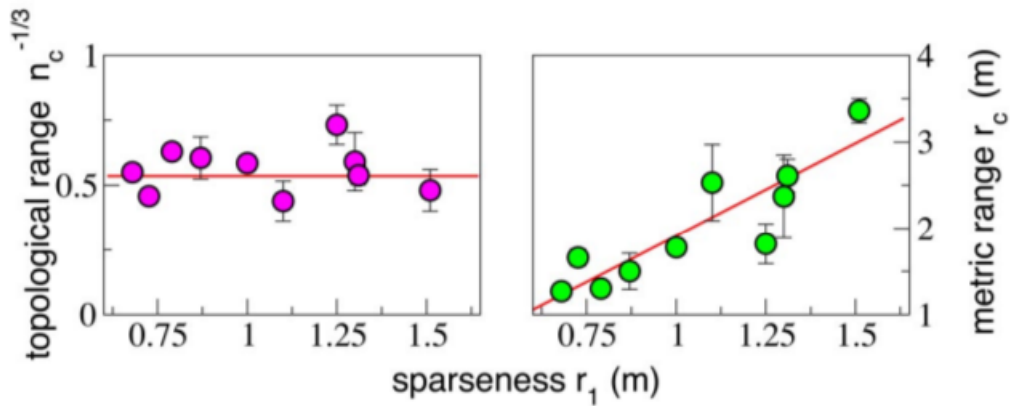 topological range n_c^-1/3
1
0.5
0
0.75 1 1.25 1.5
4
3
2
1
0.75 1 1.25 1.5
metric range r_c (m)
sparseness r_1 (m)